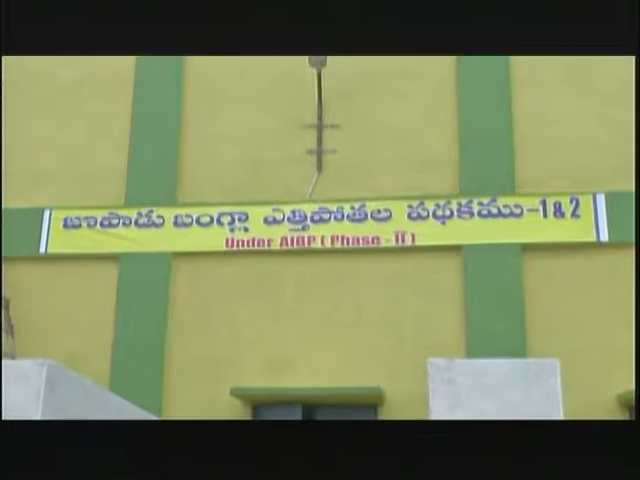 జూపాడు బంగ్లా ఎత్తిపోతల పథకము-1 & 2
Under AIBP ( Phase - II )